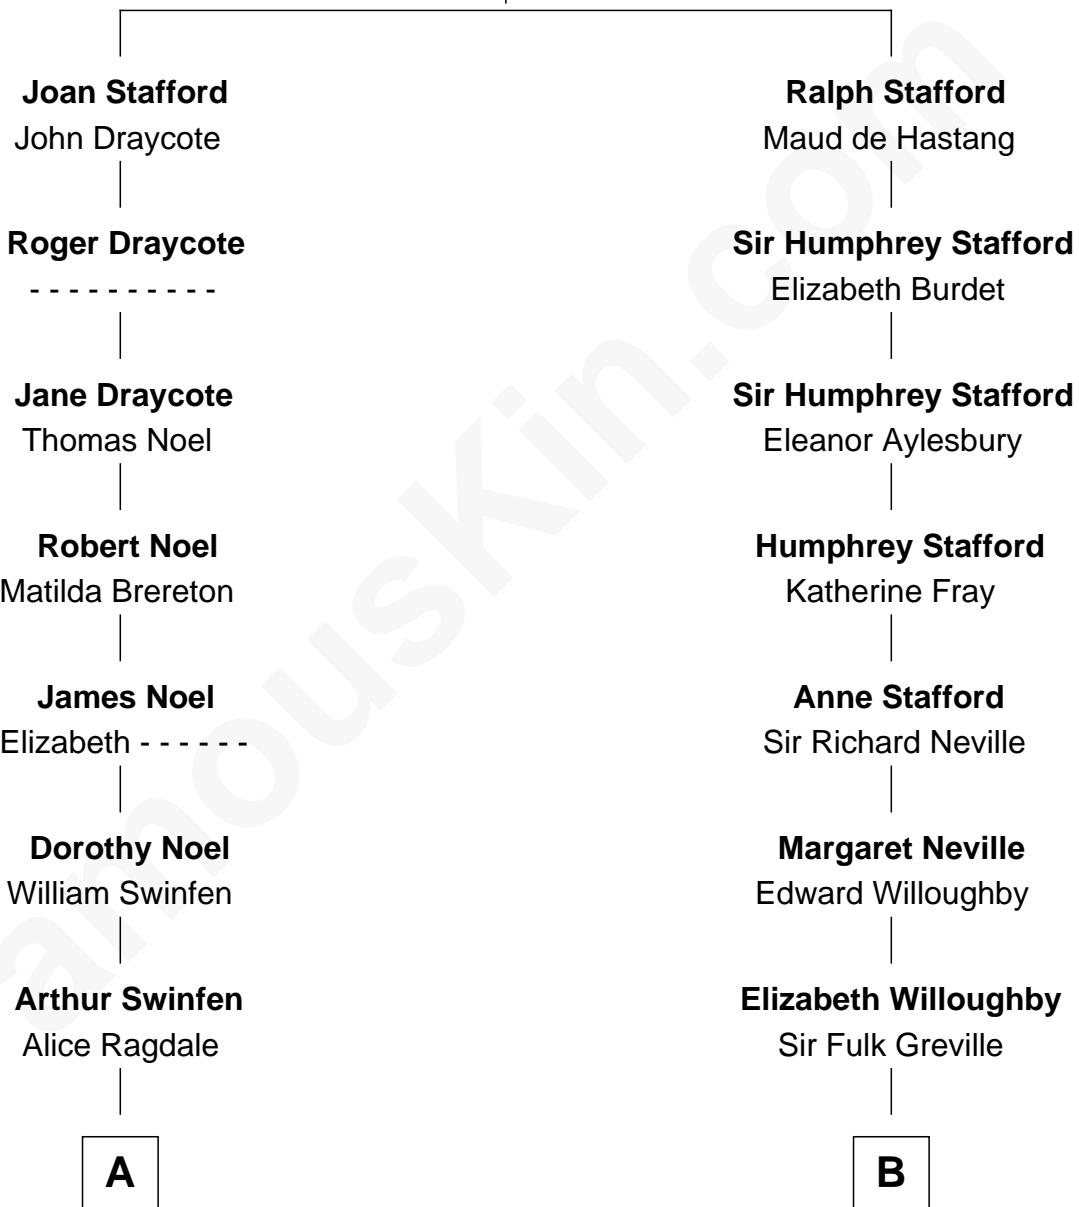 Joan Stafford
John Draycote
Roger Draycote
- - - - - - - - - -
Jane Draycote
Thomas Noel
Robert Noel
Matilda Brereton
James Noel
Elizabeth - - - - - -
Dorothy Noel
William Swinfen
Arthur Swinfen
Alice Ragdale
A
Ralph Stafford
Maud de Hastang
Sir Humphrey Stafford
Elizabeth Burdet
Sir Humphrey Stafford
Eleanor Aylesbury
Humphrey Stafford
Katherine Fray
Anne Stafford
Sir Richard Neville
Margaret Neville
Edward Willoughby
Elizabeth Willoughby
Sir Fulk Greville
B
amouskin.com